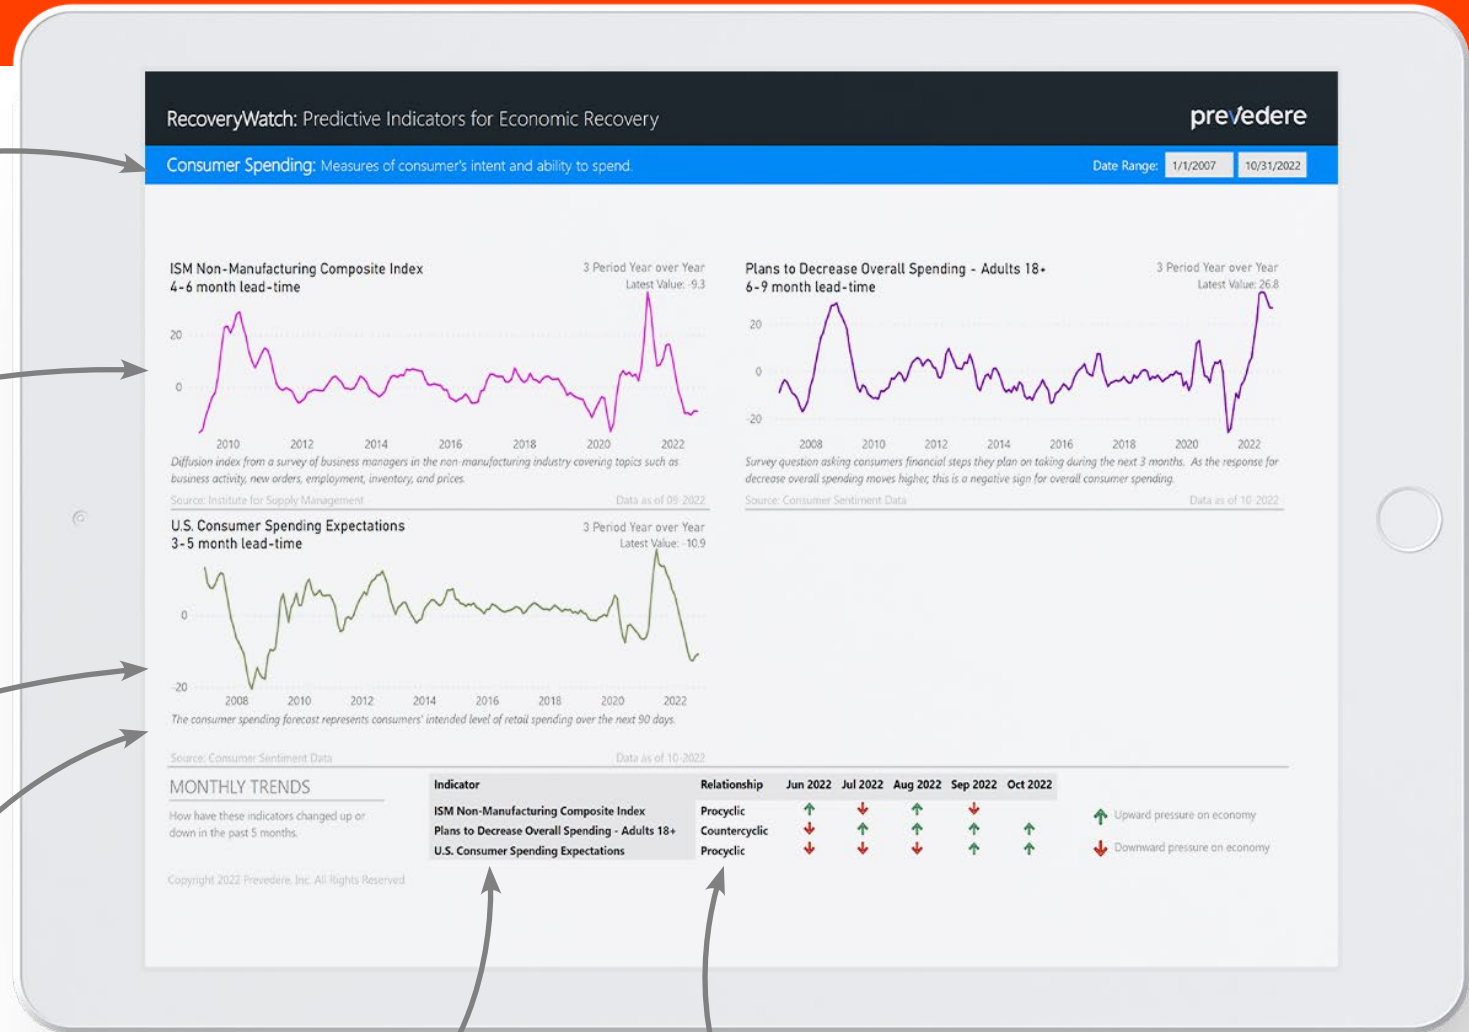 RecoveryWatch: Predictive Indicators for Economic Recovery
prevedere
Consumer Spending: Measures of consumer's intent and ability to spend.
Date Range: 1/1/2007 10/31/2022
ISM Non-Manufacturing Composite Index
4-6 month lead-time
3 Period Year over Year
Latest Value: -9.3
20
0
2010 2012 2014 2016 2018 2020 2022
Diffusion index from a survey of business managers in the non-manufacturing industry covering topics such as
business activity, new orders, employment, inventory, and prices.
Source: Institute for Supply Management
Data as of 09-2022
Plans to Decrease Overall Spending - Adults 18+
6-9 month lead-time
3 Period Year over Year
Latest Value: 26.8
20
0
-20
2008 2010 2012 2014 2016 2018 2020 2022
Survey question asking consumers financial steps they plan on taking during the next 3 months. As the response for
decrease overall spending moves higher, this is a negative sign for overall consumer spending.
Source: Consumer Sentiment Data
Data as of 10-2022
U.S. Consumer Spending Expectations
3-5 month lead-time
3 Period Year over Year
Latest Value: -10.9
0
-20
2008 2010 2012 2014 2016 2018 2020 2022
The consumer spending forecast represents consumers' intended level of retail spending over the next 90 days.
Source: Consumer Sentiment Data
Data as of 10-2022
MONTHLY TRENDS
How have these indicators changed up or
down in the past 5 months.
Indicator Relationship Jun 2022 Jul 2022 Aug 2022 Sep 2022 Oct 2022
ISM Non-Manufacturing Composite Index Procyclic
Plans to Decrease Overall Spending - Adults 18+ Countercyclic
U.S. Consumer Spending Expectations Procyclic
Upward pressure on economy
Downward pressure on economy
Copyright 2022 Prevedere, Inc. All Rights Reserved